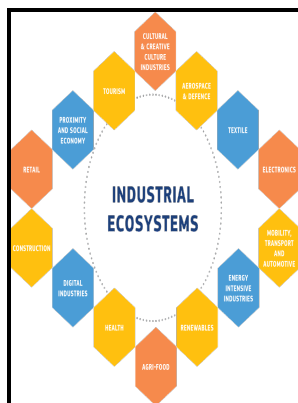 CULTURAL
& CREATIVE
CULTURE
INDUSTRIES
TOURISM
AEROSPACE
& DEFENCE
PROXIMITY
AND SOCIAL
ECONOMY
TEXTILE
RETAIL
ELECTRONICS
INDUSTRIAL
ECOSYSTEMS
CONSTRUCTION
MOBILITY,
TRANSPORT
AND
AUTOMOTIVE
DIGITAL
INDUSTRIES
ENERGY
INTENSIVE
INDUSTRIES
HEALTH
RENEWABLES
AGRI-FOOD